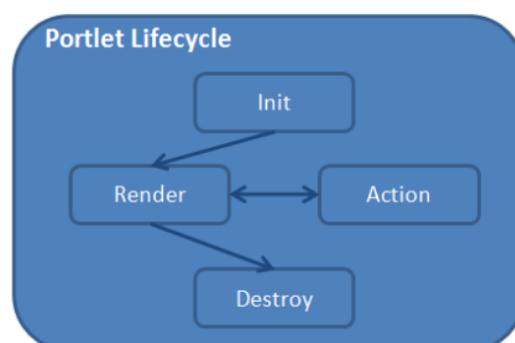 Portlet Lifecycle
Init
Render
Action
Destroy